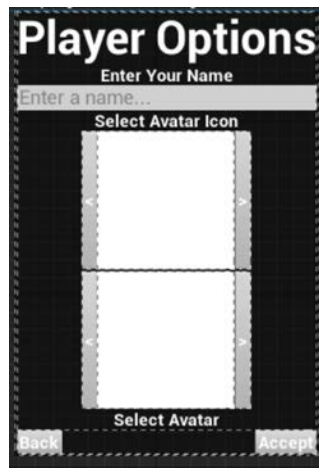 Player Options
Enter Your Name
Enter a name...
Select Avatar Icon
< >
< >
Select Avatar
Back Accept